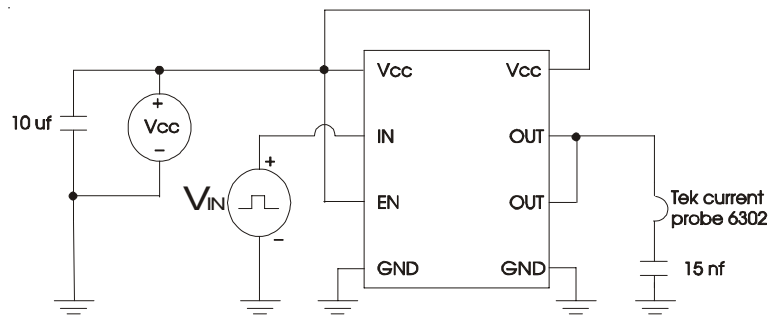 Vcc
Vcc
10 uf
+
Vcc
−
IN
OUT
VIN
+
−
EN
OUT
Tek current
probe 6302
GND
GND
15 nf